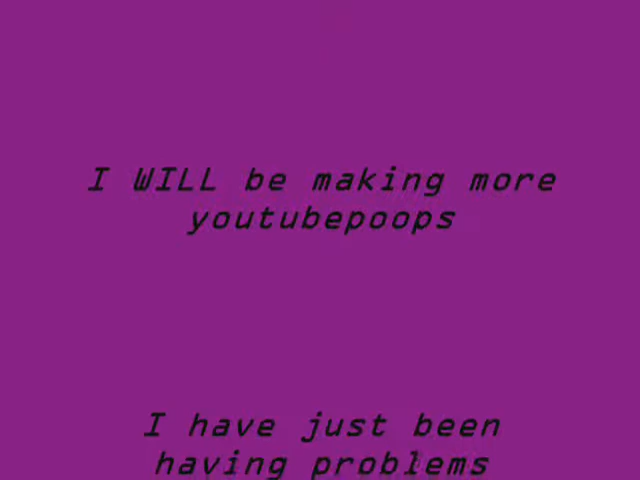 I WILL be making more
youtubepoops
I have just been
having problems